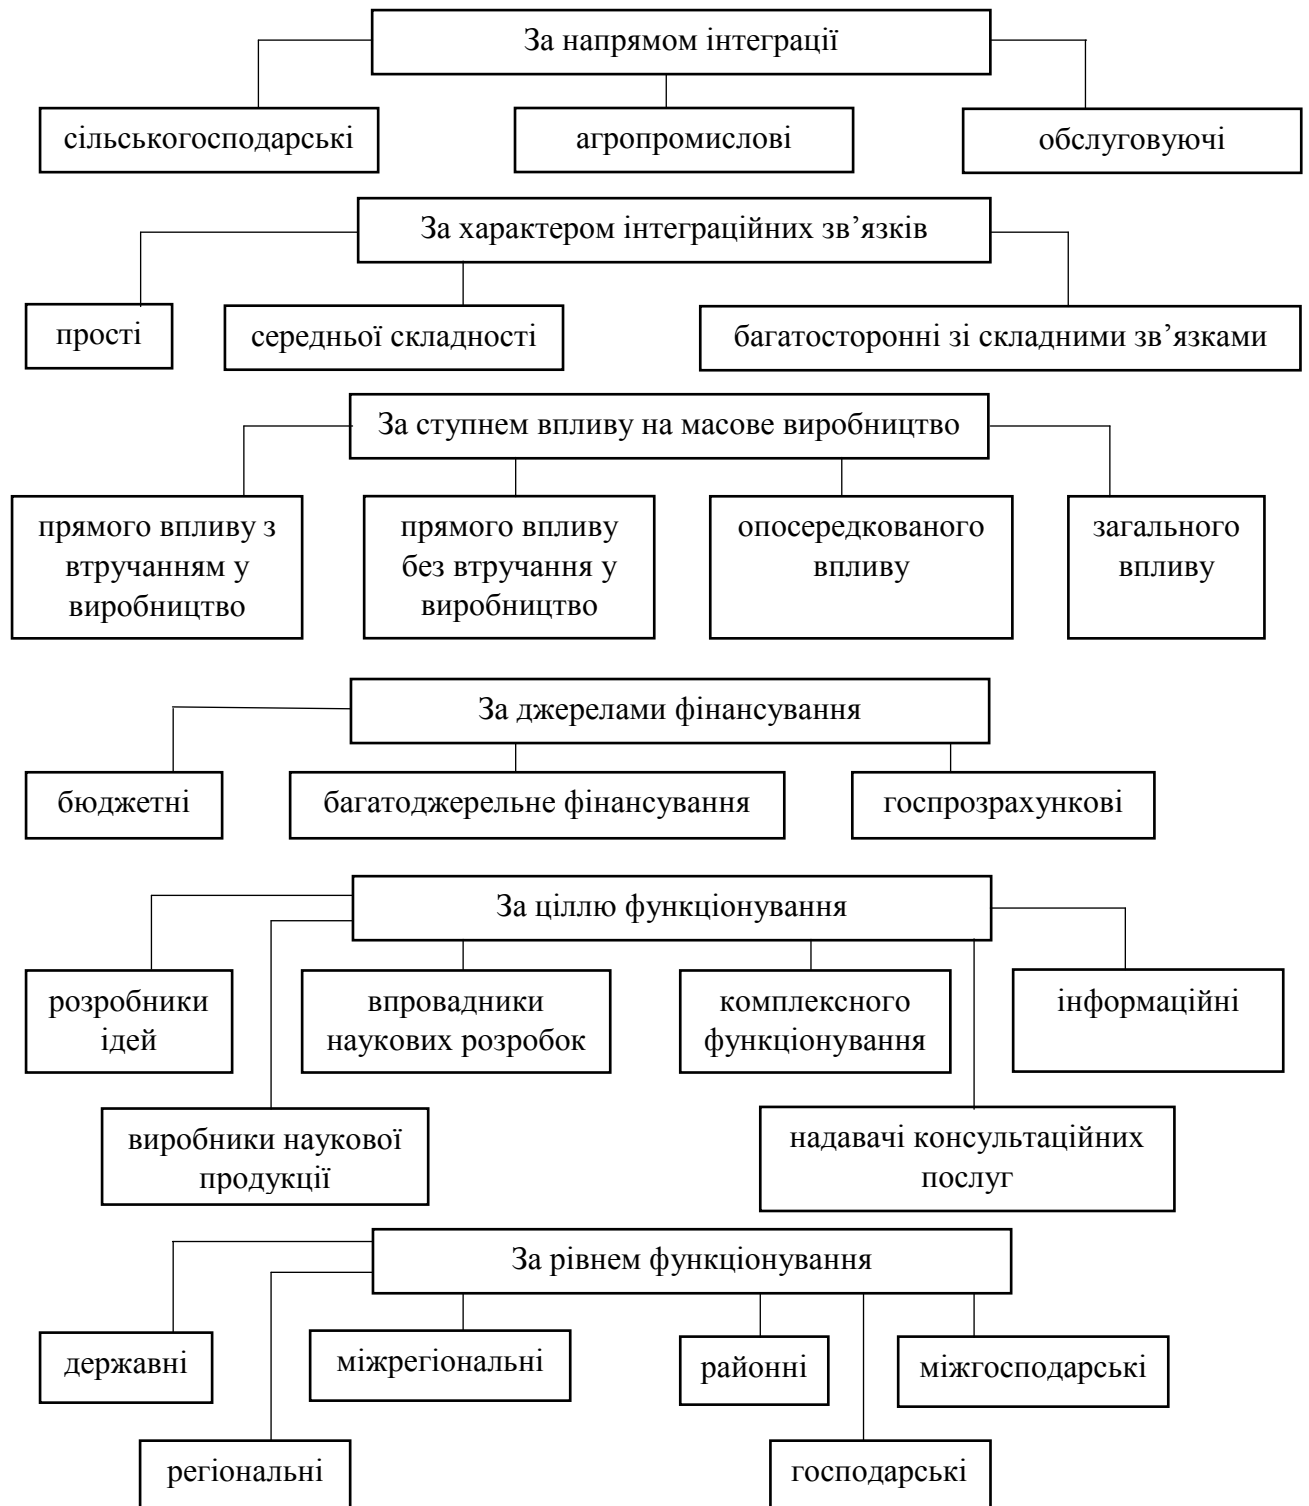 За напрямом інтеграції
сільськогосподарські
агропромислові
обслуговуючі
За характером інтеграційних зв’язків
прості
середньої складності
багатосторонні зі складними зв’язками
За ступнем впливу на масове виробництво
прямого впливу з
втручанням у
виробництво
прямого впливу
без втручання у
виробництво
опосередкованого
впливу
загального
впливу
За джерелами фінансування
бюджетні
багатоджерельне фінансування
госпрозрахункові
За ціллю функціонування
розробники
ідей
впровадники
наукових розробок
комплексного
функціонування
інформаційні
виробники наукової
продукції
надавачі консультаційних
послуг
За рівнем функціонування
державні
міжрегіональні
районні
міжгосподарські
регіональні
господарські